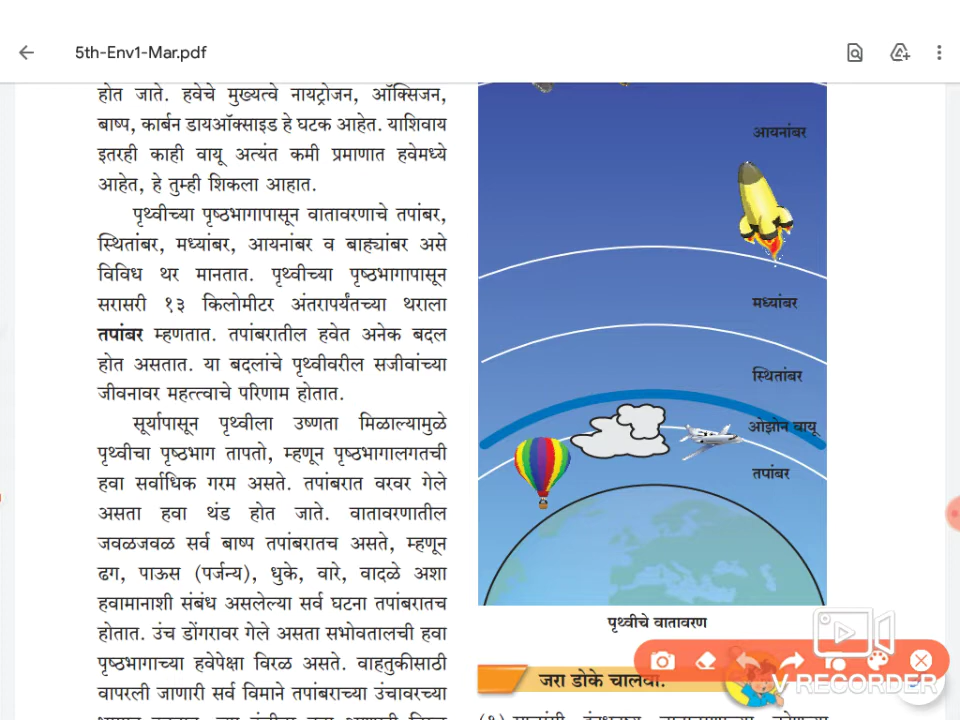 5th-Env1-Mar.pdf
होत जाते. हवेचे मुख्यत्वे नायट्रोजन, ऑक्सिजन,
बाष्प, कार्बन डायऑक्साइड हे घटक आहेत. याशिवाय
इतरही काही वायू अत्यंत कमी प्रमाणात हवेमध्ये
आहेत, हे तुम्ही शिकला आहात.
पृथ्वीच्या पृष्ठभागापासून वातावरणाचे तपांबर,
स्थितांबर, मध्यांबर, आयनांबर व बाह्यांबर असे
विविध थर मानतात. पृथ्वीच्या पृष्ठभागापासून
सरासरी १३ किलोमीटर अंतरापर्यंतच्या थराला
तपांबर म्हणतात. तपांबरातील हवेत अनेक बदल
होत असतात. या बदलांचे पृथ्वीवरील सजीवांच्या
जीवनावर महत्त्वाचे परिणाम होतात.
सूर्यापासून पृथ्वीला उष्णता मिळाल्यामुळे
पृथ्वीचा पृष्ठभाग तापतो, म्हणून पृष्ठभागालगतची
हवा सर्वाधिक गरम असते. तपांबरात वरवर गेले
असता हवा थंड होत जाते. वातावरणातील
जवळजवळ सर्व बाष्प तपांबरातच असते, म्हणून
ढग, पाऊस (पर्जन्य), धुके, वारे, वादळे अशा
हवामानाशी संबंध असलेल्या सर्व घटना तपांबरातच
होतात. उंच डोंगरावर गेले असता सभोवतालची हवा
पृष्ठभागाच्या हवेपेक्षा विरळ असते. वाहतुकीसाठी
वापरली जाणारी सर्व विमाने तपांबराच्या उंचावरच्या
आयनांबर
मध्यांबर
स्थितांबर
ओझोन वायू
तपांबर
पृथ्वीचे वातावरण
जरा डोके चालवा.
V RECORDER